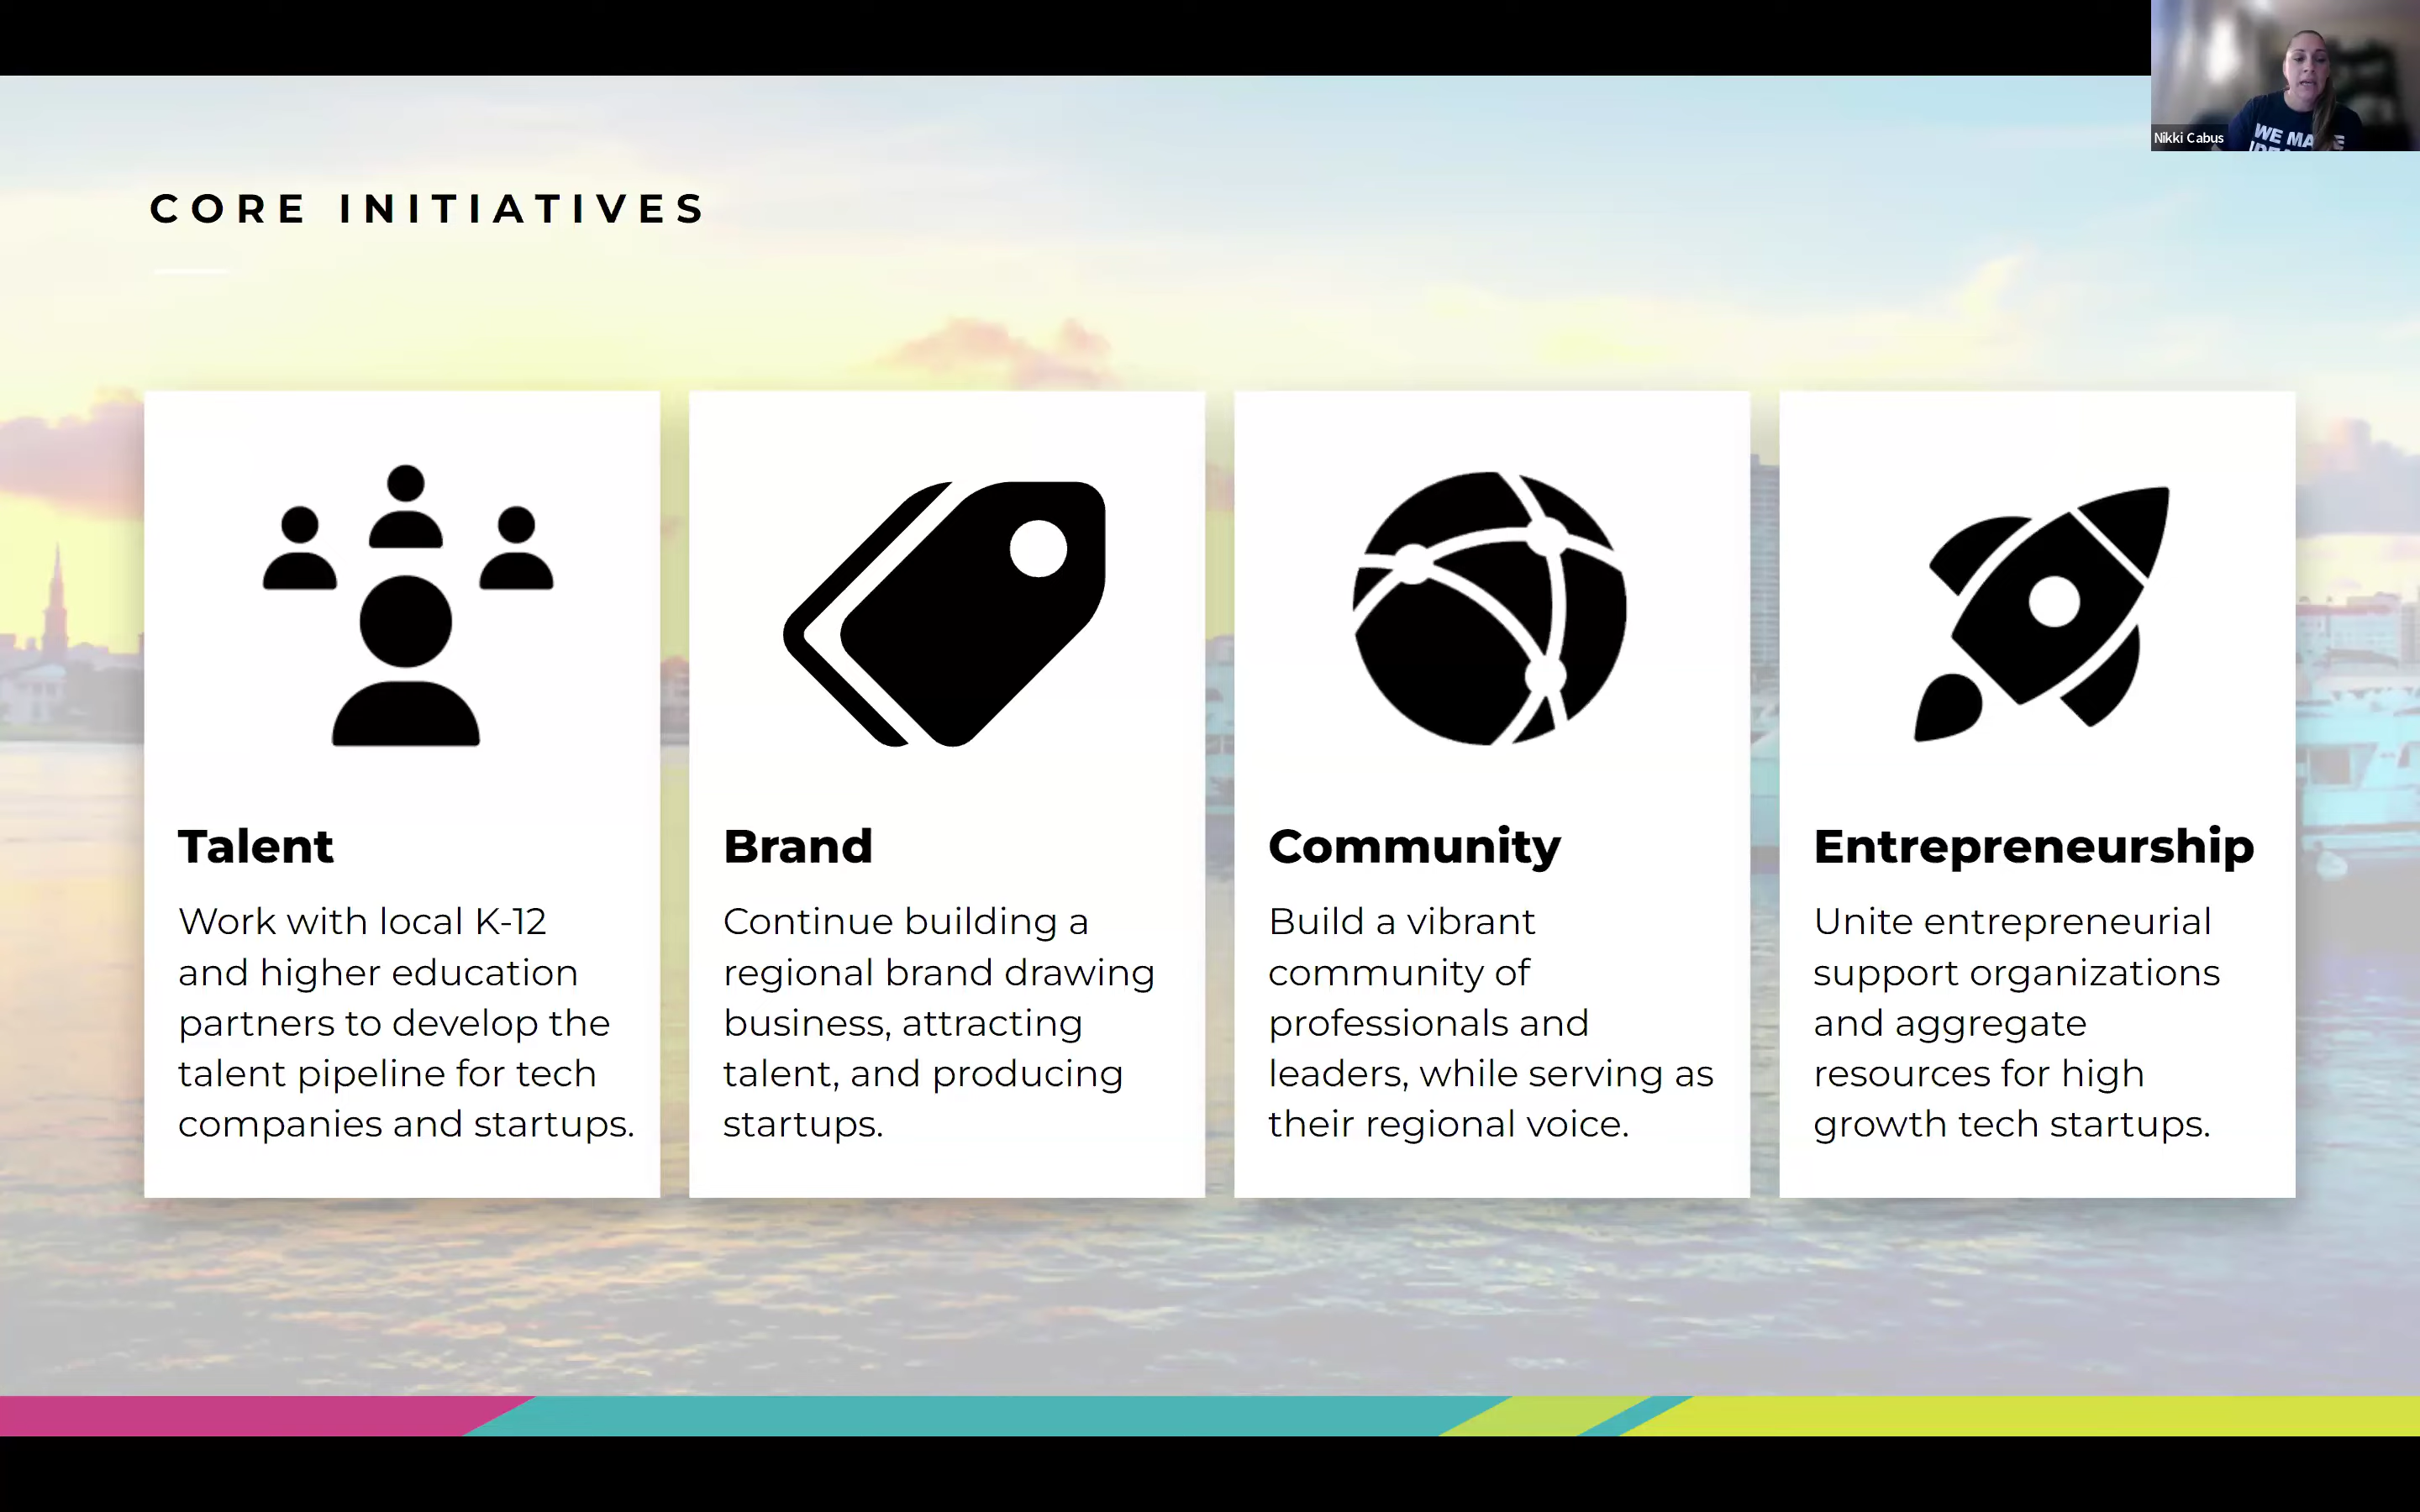 Nikki Cabus
WE MA
CORE INITIATIVES
Talent
Work with local K-12
and higher education
partners to develop the
talent pipeline for tech
companies and startups.
Brand
Continue building a
regional brand drawing
business, attracting
talent, and producing
startups.
Community
Build a vibrant
community of
professionals and
leaders, while serving as
their regional voice.
Entrepreneurship
Unite entrepreneurial
support organizations
and aggregate
resources for high
growth tech startups.